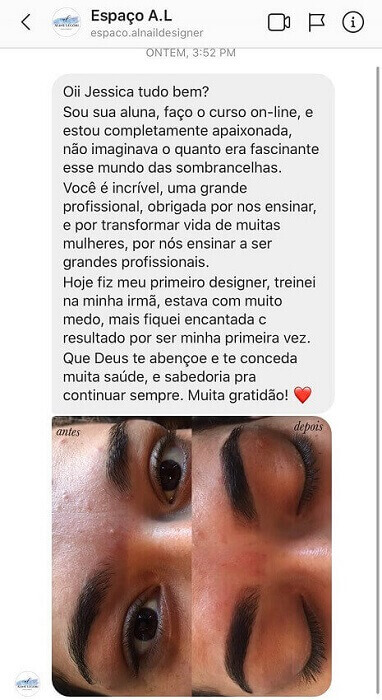 Espaço A.L
espaco.alnaildesigner
ONTEM, 3:52 PM
Oii Jessica tudo bem?
Sou sua aluna, faço o curso on-line, e
estou completamente apaixonada,
não imaginava o quanto era fascinante
esse mundo das sombrancelhas.
Você é incrível, uma grande
profissional, obrigada por nos ensinar,
e por transformar vida de muitas
mulheres, por nós ensinar a ser
grandes profissionais.
Hoje fiz meu primeiro designer, treinei
na minha irmã, estava com muito
medo, mais fiquei encantada c
resultado por ser minha primeira vez.
Que Deus te abençoe e te conceda
muita saúde, e sabedoria pra
continuar sempre. Muita gratidão! ❤️
antes
depois